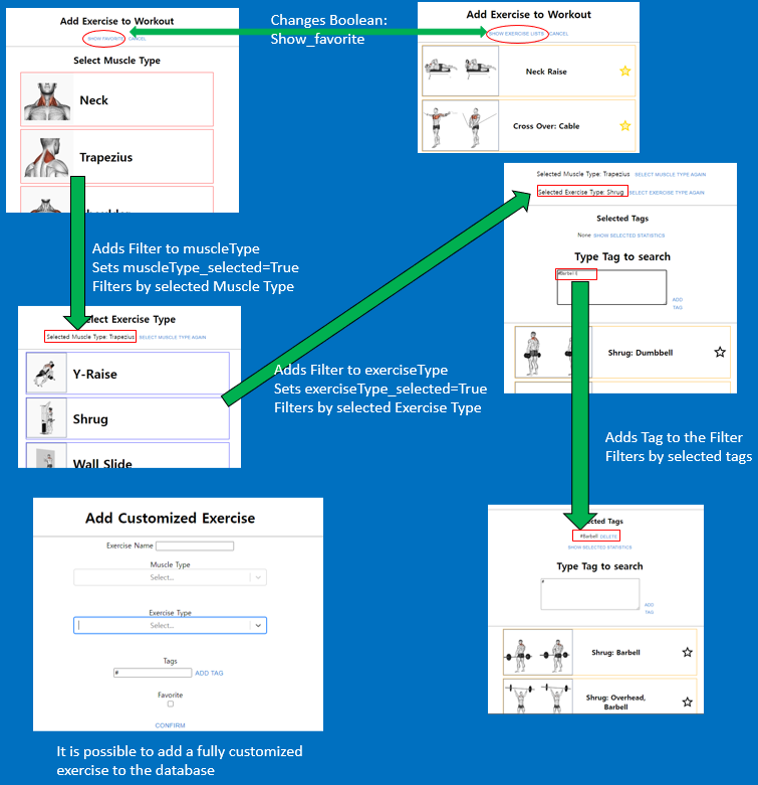 Add Exercise to Workout
SHOW FAVORITE CANCEL
Select Muscle Type
Neck
Trapezius
Changes Boolean:
Show_favorite
Add Exercise to Workout
SHOW EXERCISE LISTS CANCEL
Neck Raise
Cross Over: Cable
Adds Filter to muscleType
Sets muscleType_selected=True
Filters by selected Muscle Type
Select Exercise Type
Selected Muscle Type: Trapezius SELECT MUSCLE TYPE AGAIN
Y-Raise
Shrug
Wall Slide
Adds Filter to exerciseType
Sets exerciseType_selected=True
Filters by selected Exercise Type
Selected Muscle Type: Trapezius SELECT MUSCLE TYPE AGAIN
Selected Exercise Type: Shrug SELECT EXERCISE TYPE AGAIN
Selected Tags
None SHOW SELECTED STATISTICS
Type Tag to search
#Barbell
ADD
TAG
Shrug: Dumbbell
Adds Tag to the Filter
Filters by selected tags
Selected Tags
#Barbell DELETE
SHOW SELECTED STATISTICS
Type Tag to search
#
ADD
TAG
Shrug: Barbell
Shrug: Overhead,
Barbell
Add Customized Exercise
Exercise Name
Muscle Type
Select...
Exercise Type
Select...
Tags
# ADD TAG
Favorite
CONFIRM
It is possible to add a fully customized
exercise to the database